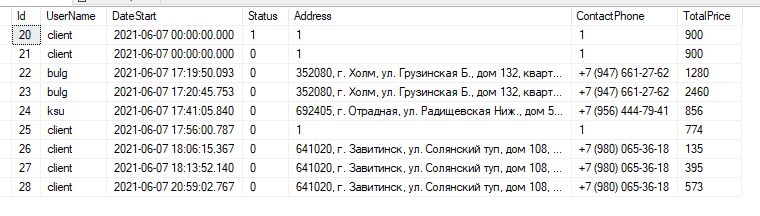 Id UserName DateStart Status Address ContactPhone TotalPrice
20 client 2021-06-07 00:00:00.000 1 1 1 900
21 client 2021-06-07 00:00:00.000 0 1 1 900
22 bulg 2021-06-07 17:19:50.093 0 352080, г. Холм, ул. Грузинская Б., дом 132, кварт... +7 (947) 661-27-62 1280
23 bulg 2021-06-07 17:20:45.753 0 352080, г. Холм, ул. Грузинская Б., дом 132, кварт... +7 (947) 661-27-62 2460
24 ksu 2021-06-07 17:41:05.840 0 692405, г. Отрадная, ул. Радищевская Ниж., дом 5... +7 (956) 444-79-41 856
25 client 2021-06-07 17:56:00.787 0 1 1 774
26 client 2021-06-07 18:06:15.367 0 641020, г. Завитинск, ул. Солянский туп, дом 108, ... +7 (980) 065-36-18 135
27 client 2021-06-07 18:13:52.140 0 641020, г. Завитинск, ул. Солянский туп, дом 108, ... +7 (980) 065-36-18 395
28 client 2021-06-07 20:59:02.767 0 641020, г. Завитинск, ул. Солянский туп, дом 108, ... +7 (980) 065-36-18 573